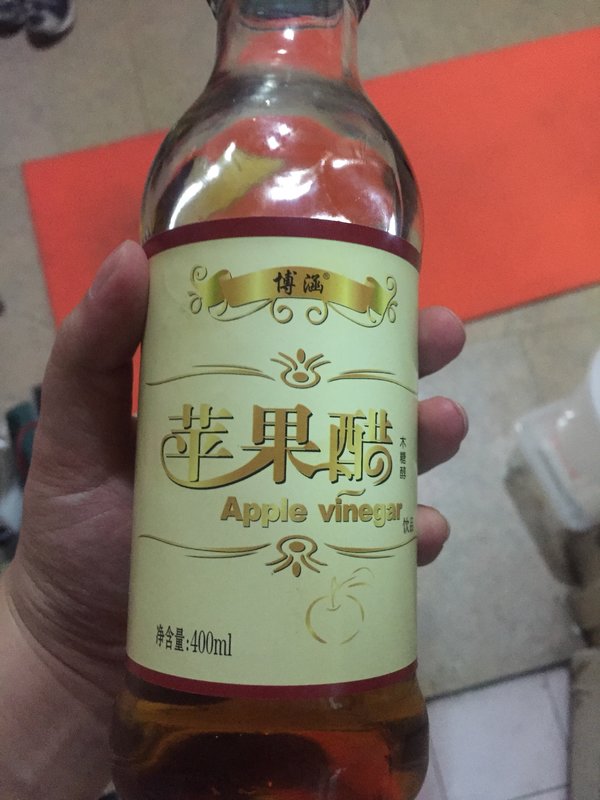 博涵®
苹果醋
木糖醇
Apple vinegar
饮品
净含量:400ml